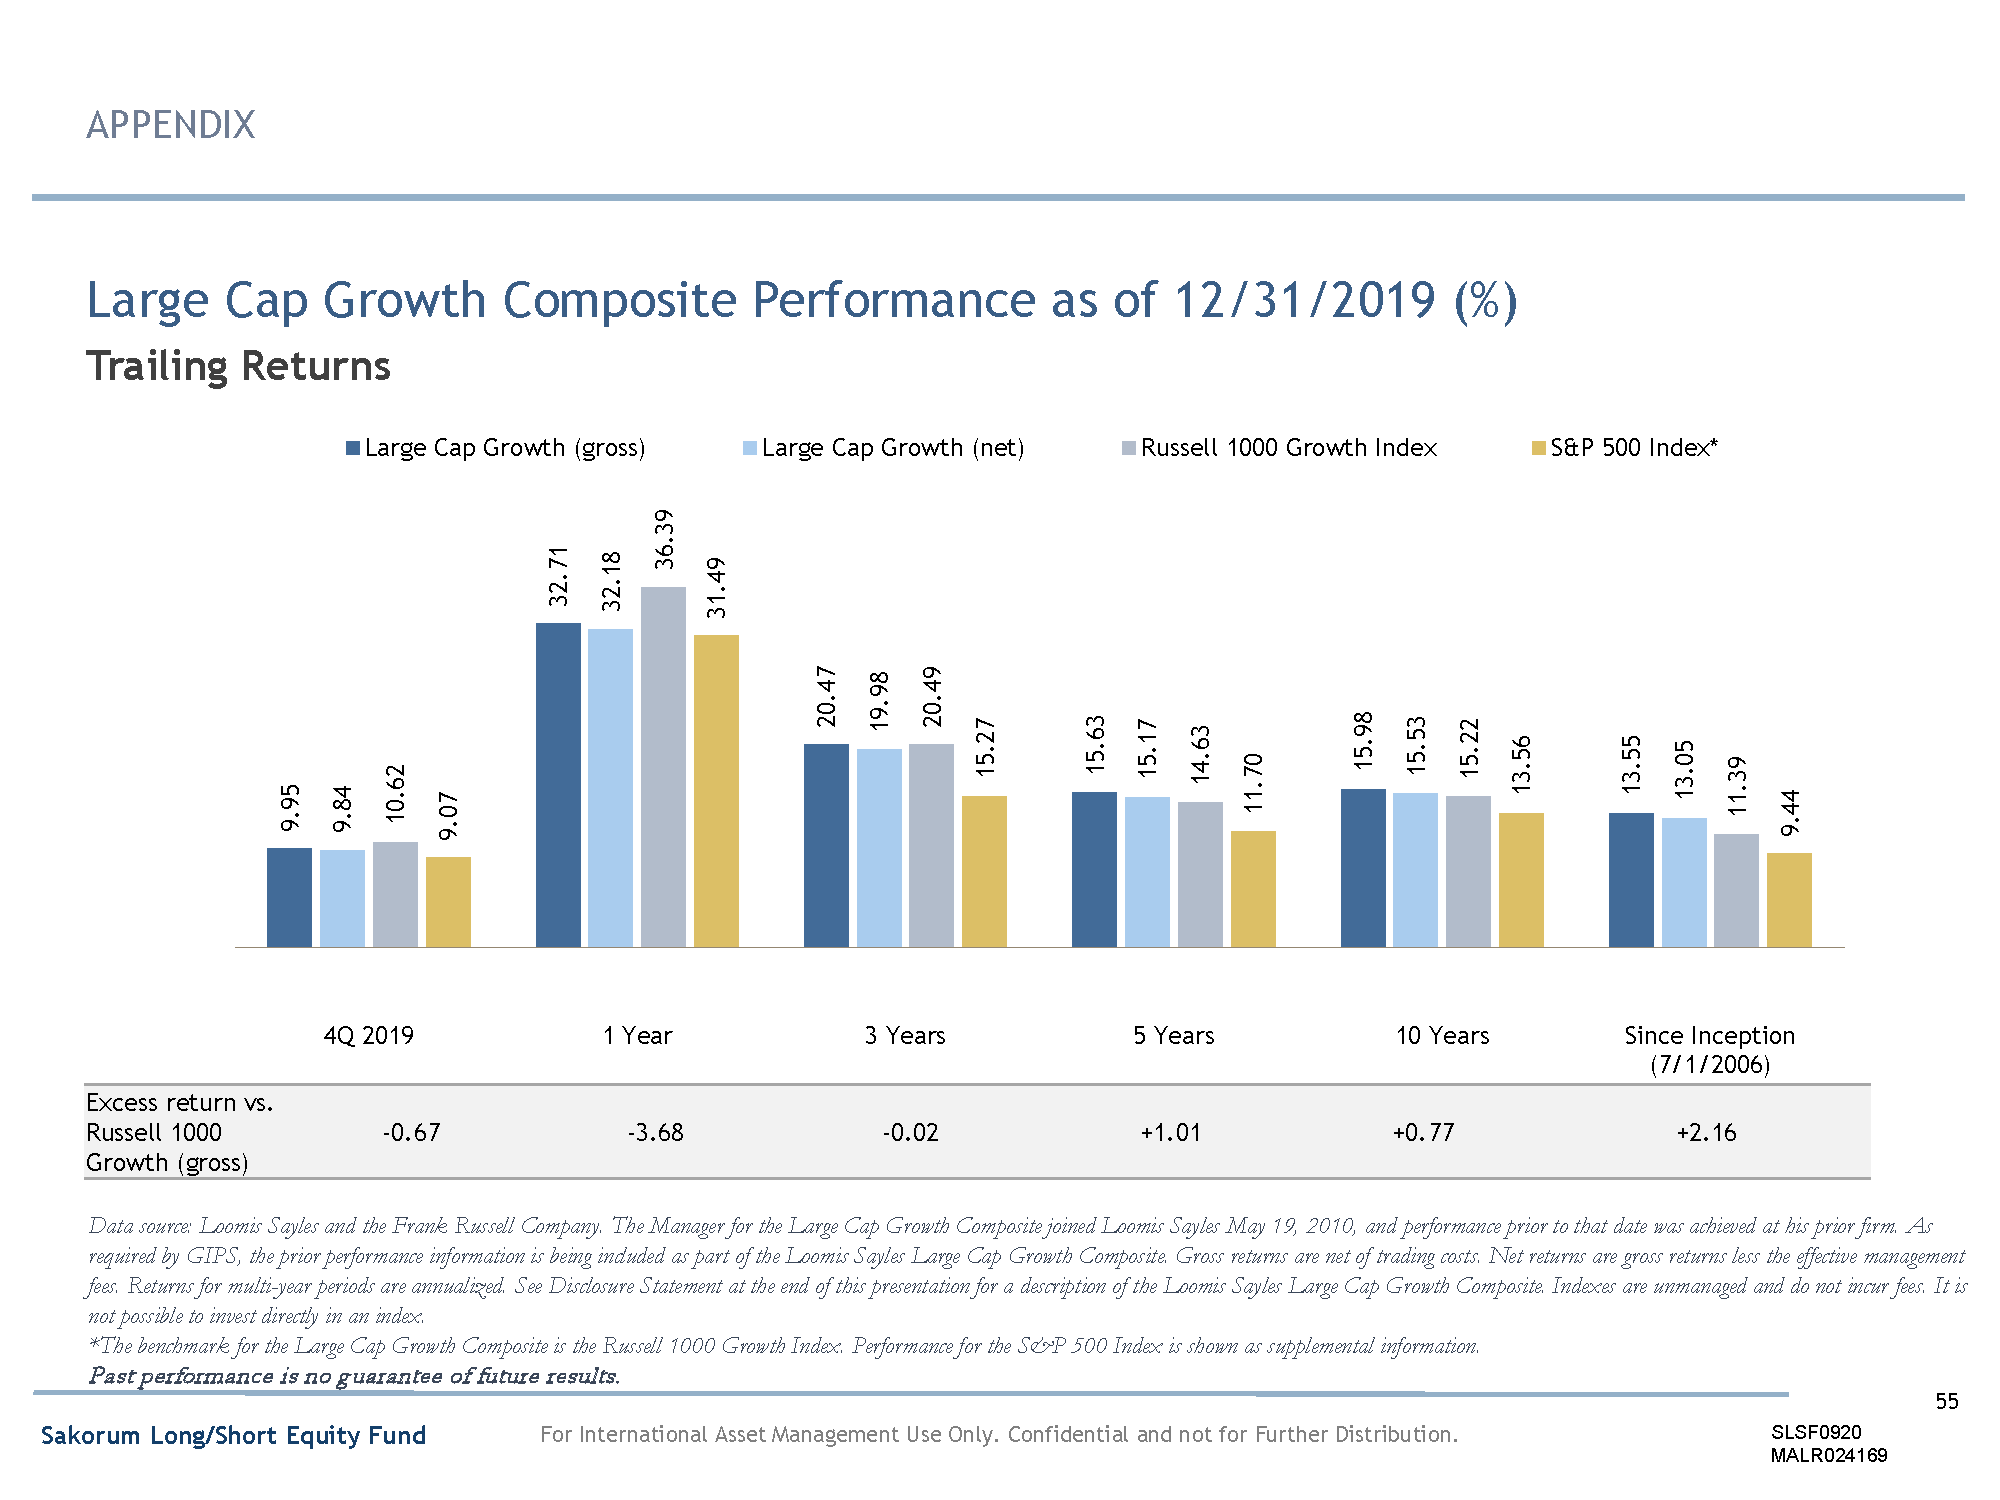 APPENDIX
Large Cap Growth Composite Performance as of 12/31/2019 (%)
Trailing Returns
Large Cap Growth (gross) Large Cap Growth (net) Russell 1000 Growth Index S&P 500 Index*
9.95 9.84 10.62 9.07
32.71 32.18 36.39 31.49
20.47 19.98 20.49 15.27
15.63 15.17 14.63 11.70
15.98 15.53 15.22 13.56
13.55 13.05 11.39 9.44
4Q 2019 1 Year 3 Years 5 Years 10 Years Since Inception
(7/1/2006)
Excess return vs.
Russell 1000 -0.67 -3.68 -0.02 +1.01 +0.77 +2.16
Growth (gross)
Data source: Loomis Sayles and the Frank Russell Company. The Manager for the Large Cap Growth Composite joined Loomis Sayles May 19, 2010, and performance prior to that date was achieved at his prior firm. As
required by GIPS, the prior performance information is being included as part of the Loomis Sayles Large Cap Growth Composite. Gross returns are net of trading costs. Net returns are gross returns less the effective management
fees. Returns for multi-year periods are annualized. See Disclosure Statement at the end of this presentation for a description of the Loomis Sayles Large Cap Growth Composite. Indexes are unmanaged and do not incur fees. It is
not possible to invest directly in an index.
*The benchmark for the Large Cap Growth Composite is the Russell 1000 Growth Index. Performance for the S&P 500 Index is shown as supplemental information.
Past performance is no guarantee of future results.
55
Sakorum Long/Short Equity Fund For International Asset Management Use Only. Confidential and not for Further Distribution. SLSF0920
MALR024169